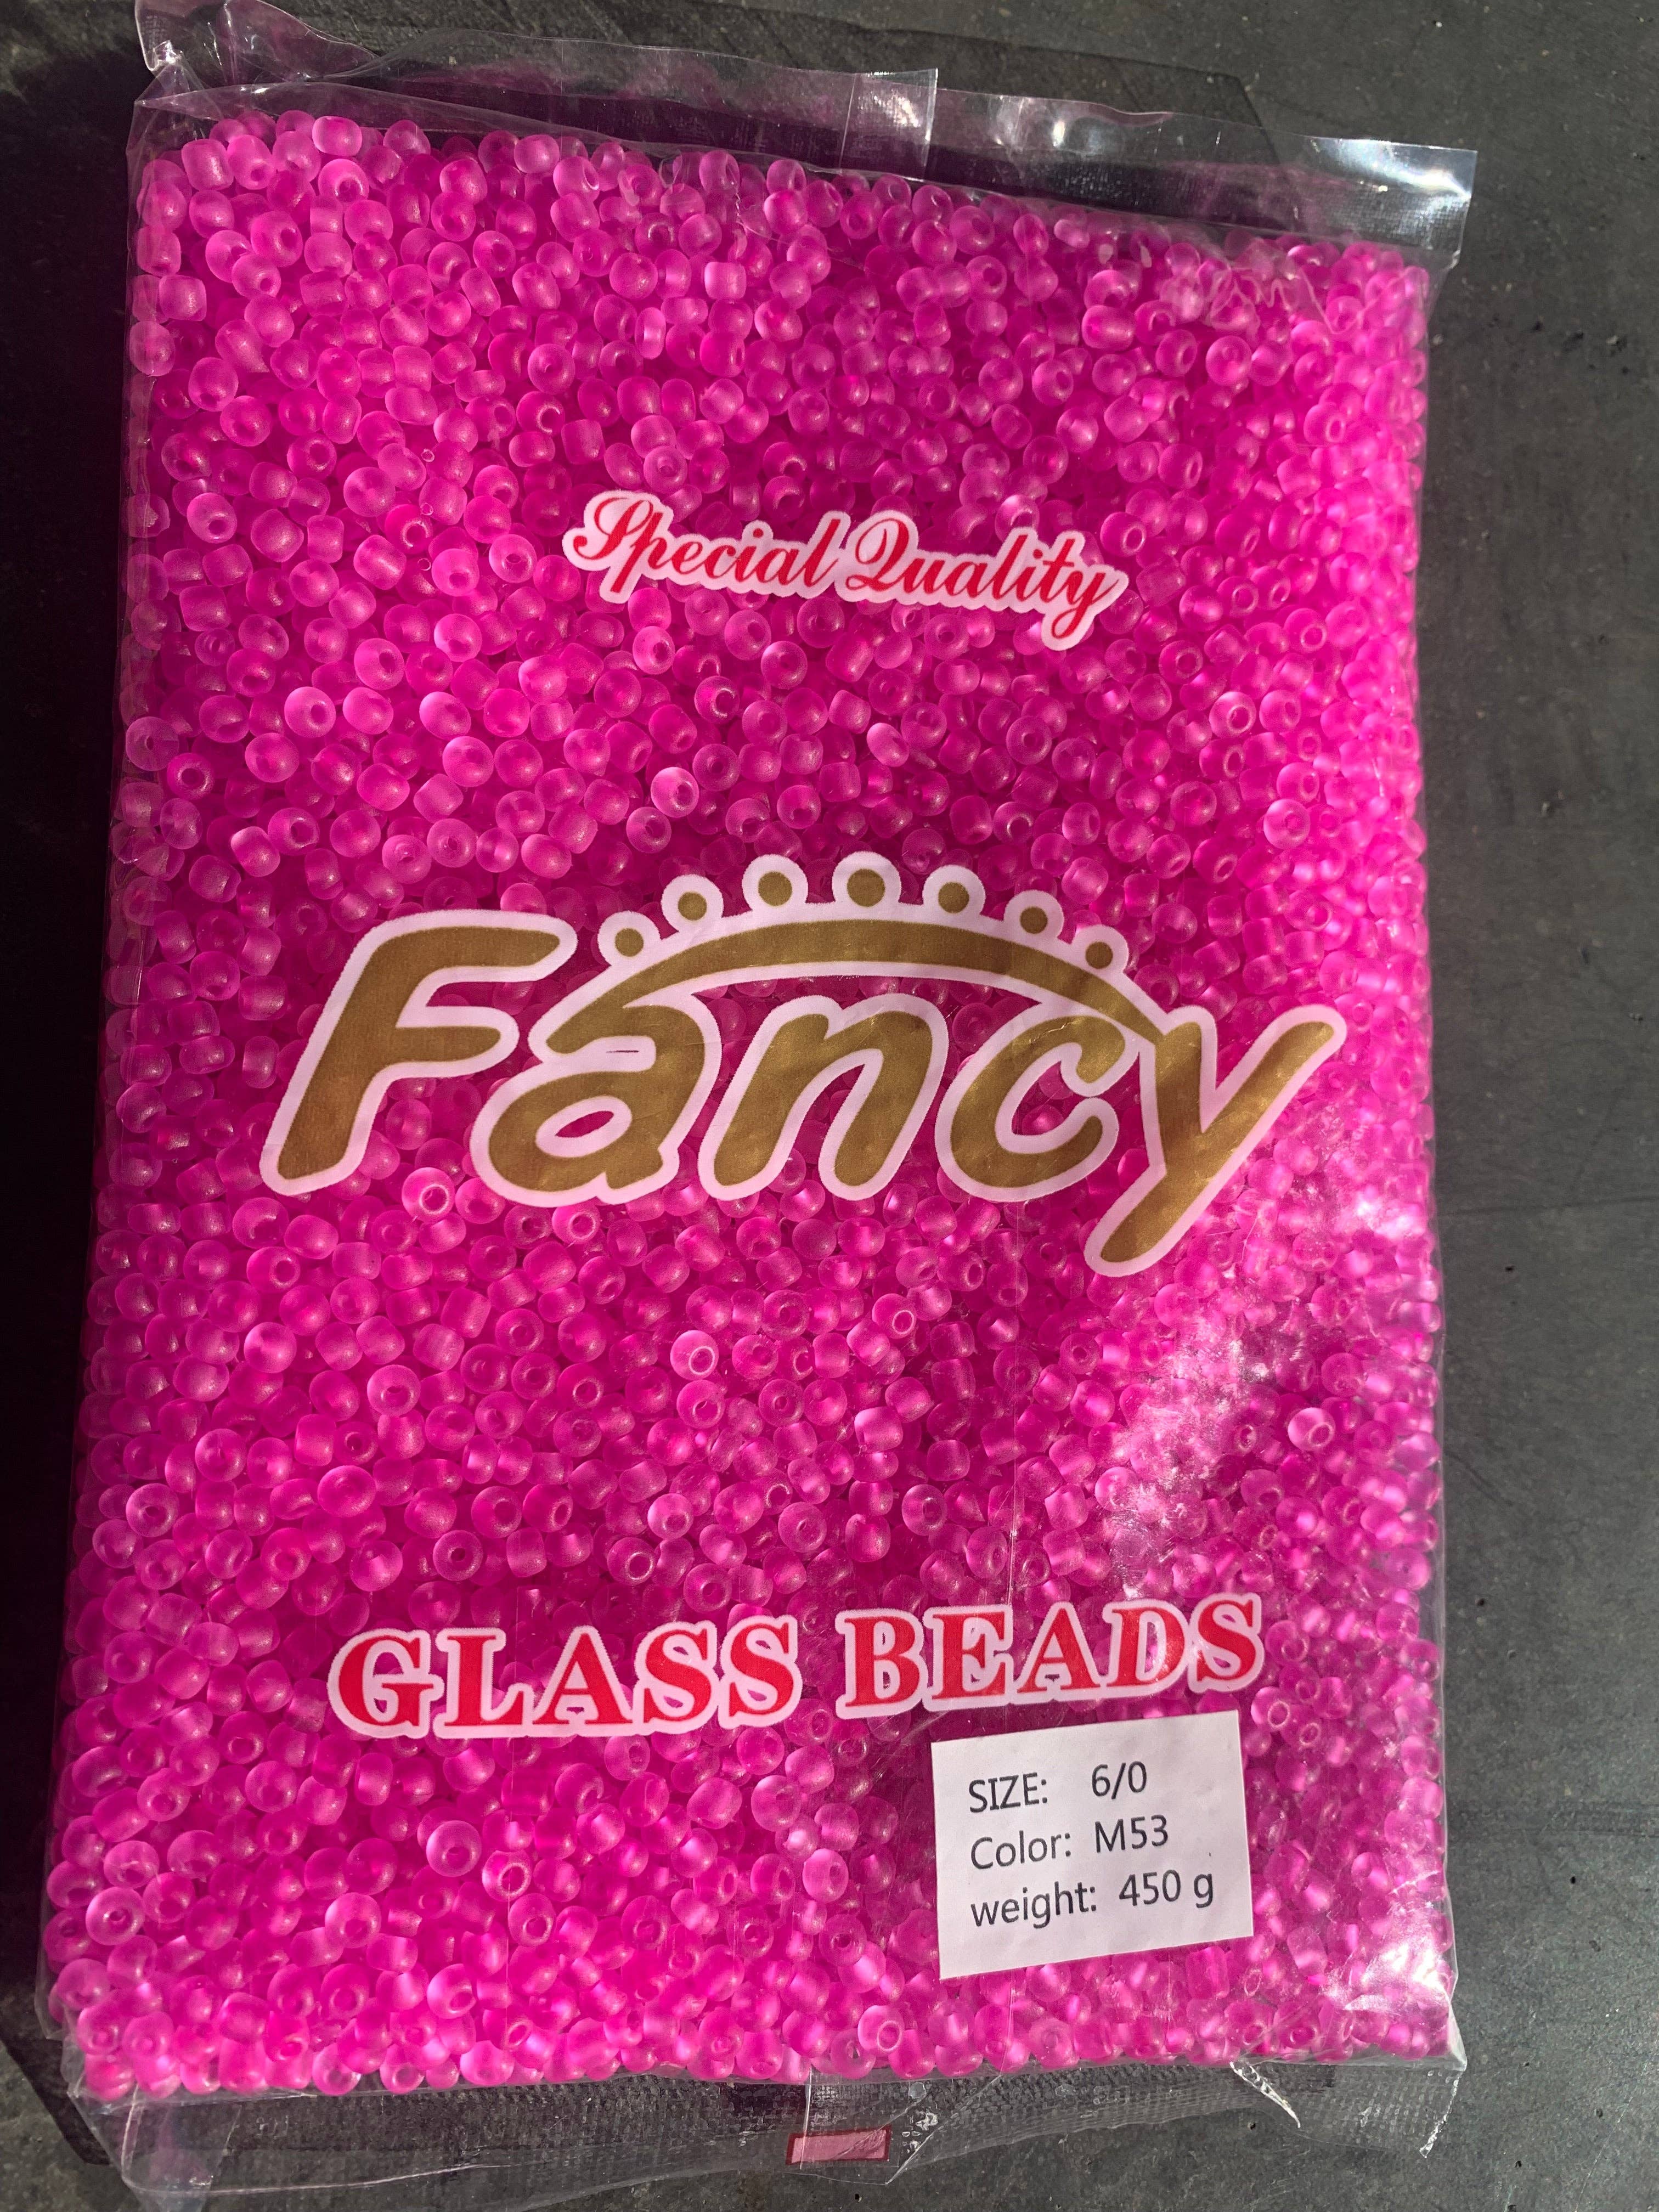 Special Quality
Fancy
GLASS BEADS
SIZE: 6/0
Color: M53
weight: 450 g